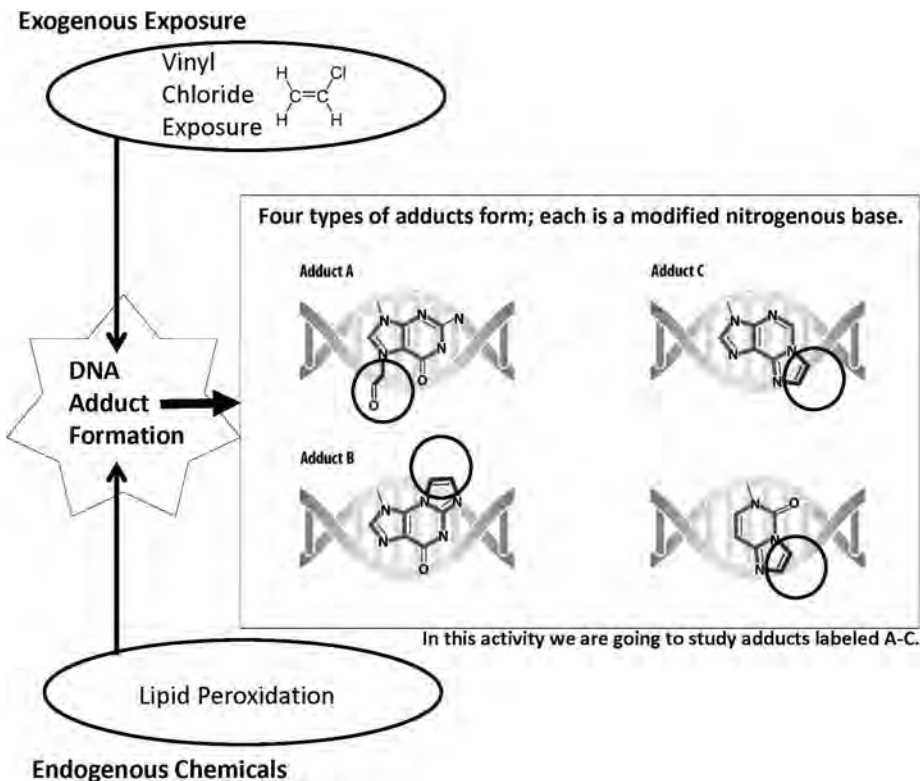 Exogenous Exposure
Vinyl
Chloride
Exposure
H
Cl
C=C
H
H
Four types of adducts form; each is a modified nitrogenous base.
Adduct A
Adduct C
N
N
N
N
N
O
O
N
N
N
N
N
DNA
Adduct
Formation
Adduct B
N
N
N
N
N
O
N
O
N
N
In this activity we are going to study adducts labeled A-C.
Lipid Peroxidation
Endogenous Chemicals